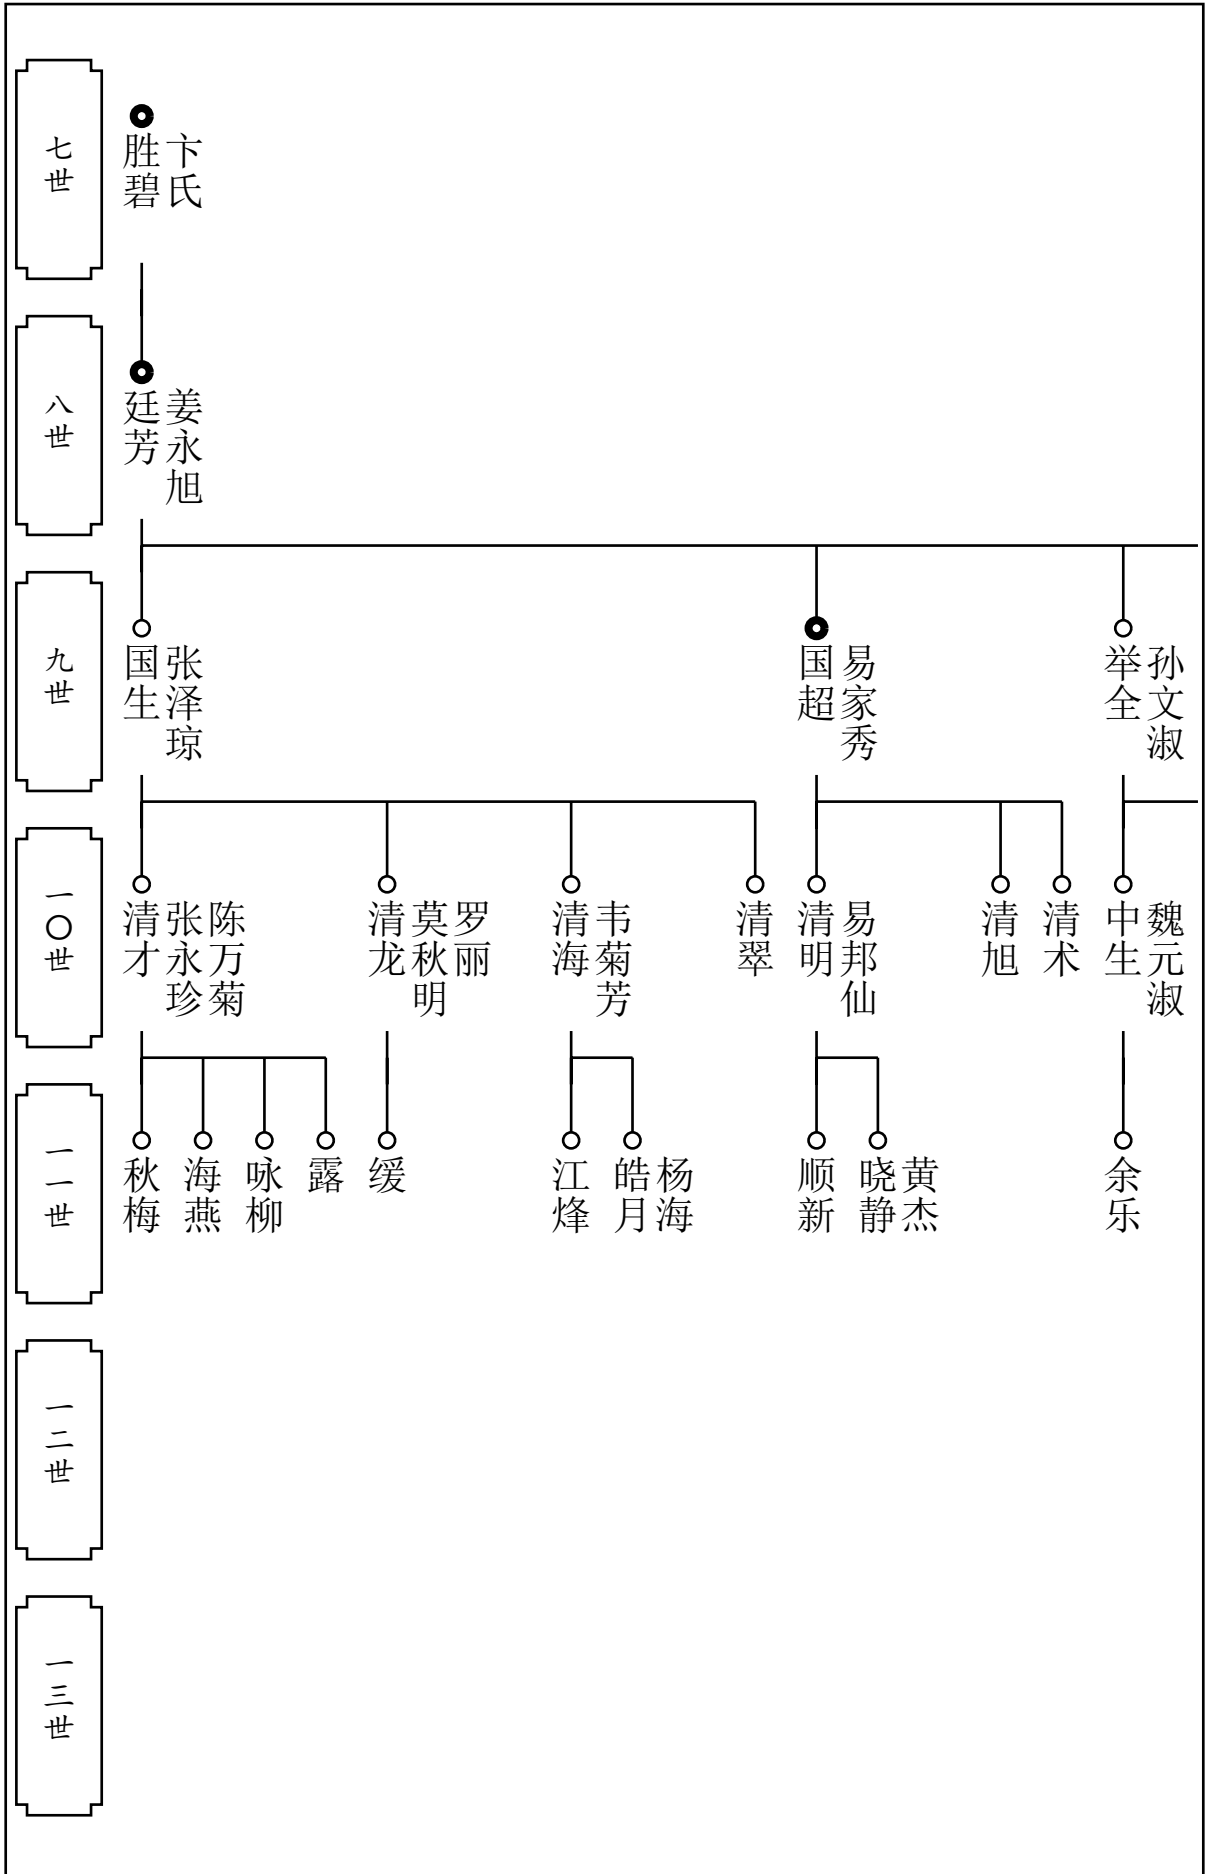 七世
胜碧
卞氏
八世
廷芳
姜永旭
九世
国生
张泽琼
国超
易家秀
举全
孙文淑
一〇世
清才
张永珍
陈万菊
清龙
莫秋明
罗丽
清海
韦菊芳
清翠
清明
易邦仙
清旭
清术
中生
魏元淑
一一世
秋梅
海燕
咏柳
露
缓
江烽
皓月
杨海
顺新
晓静
黄杰
余乐
一二世
一三世